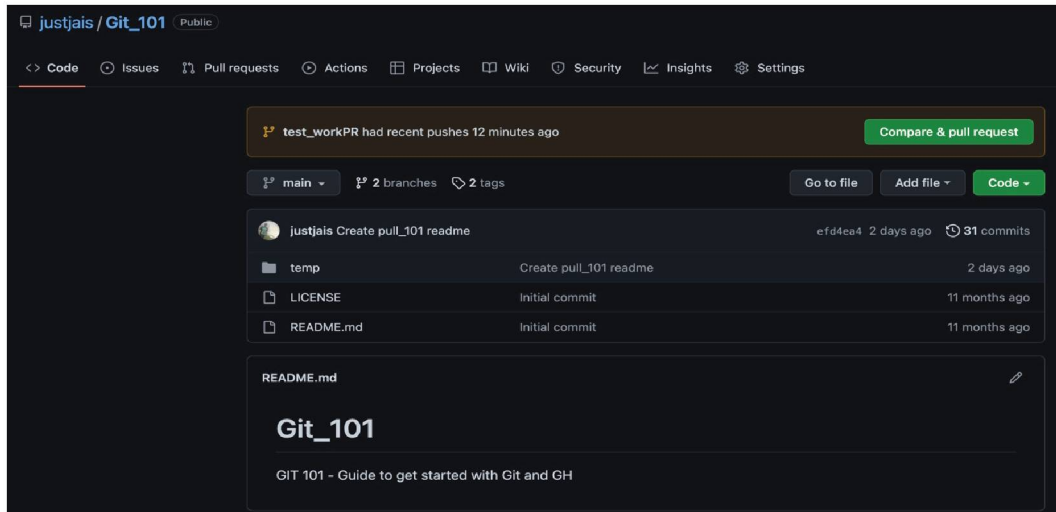 justjais / Git_101 Public
<> Code Issues Pull requests Actions Projects Wiki Security Insights Settings
test_workPR had recent pushes 12 minutes ago Compare & pull request
main 2 branches 2 tags Go to file Add file Code
justjais Create pull_101 readme efd4ea4 2 days ago 31 commits
temp Create pull_101 readme 2 days ago
LICENSE Initial commit 11 months ago
README.md Initial commit 11 months ago
README.md
Git_101
GIT 101 - Guide to get started with Git and GH